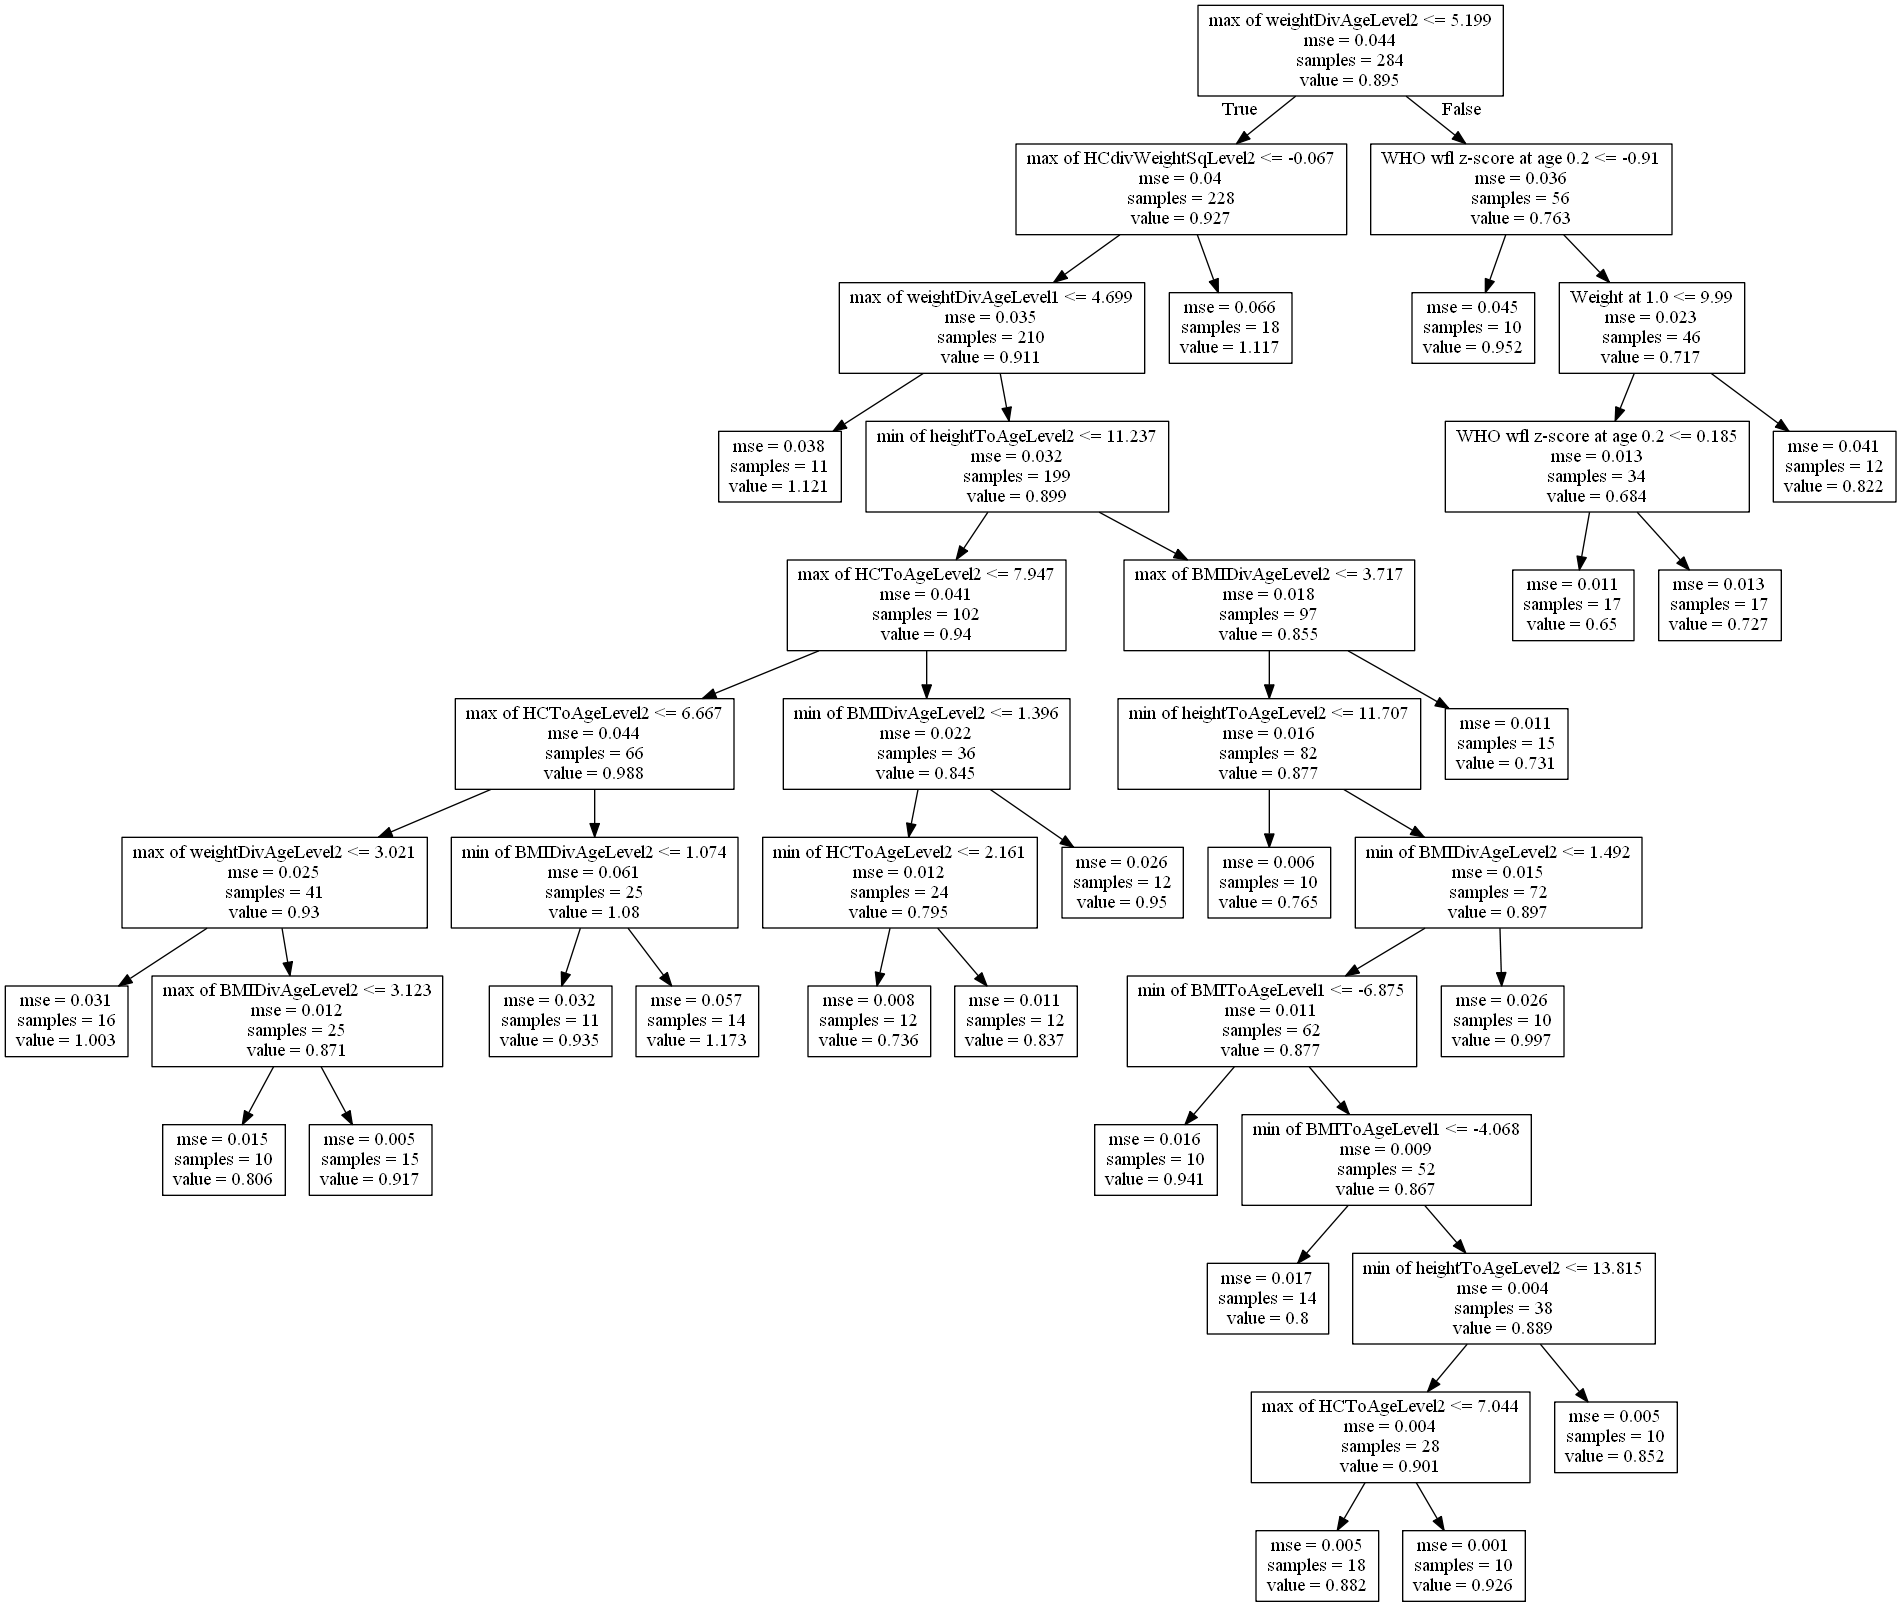 max of weightDivAgeLevel2 <= 5.199
mse = 0.044
samples = 284
value = 0.895
True
False
max of HCdivWeightSqLevel2 <= -0.067
mse = 0.04
samples = 228
value = 0.927
WHO wfl z-score at age 0.2 <= -0.91
mse = 0.036
samples = 56
value = 0.763
max of weightDivAgeLevel1 <= 4.699
mse = 0.035
samples = 210
value = 0.911
mse = 0.066
samples = 18
value = 1.117
mse = 0.045
samples = 10
value = 0.952
Weight at 1.0 <= 9.99
mse = 0.023
samples = 46
value = 0.717
mse = 0.038
samples = 11
value = 1.121
min of heightToAgeLevel2 <= 11.237
mse = 0.032
samples = 199
value = 0.899
WHO wfl z-score at age 0.2 <= 0.185
mse = 0.013
samples = 34
value = 0.684
mse = 0.041
samples = 12
value = 0.822
max of HCToAgeLevel2 <= 7.947
mse = 0.041
samples = 102
value = 0.94
max of BMIDivAgeLevel2 <= 3.717
mse = 0.018
samples = 97
value = 0.855
mse = 0.011
samples = 17
value = 0.65
mse = 0.013
samples = 17
value = 0.727
max of HCToAgeLevel2 <= 6.667
mse = 0.044
samples = 66
value = 0.988
min of BMIDivAgeLevel2 <= 1.396
mse = 0.022
samples = 36
value = 0.845
min of heightToAgeLevel2 <= 11.707
mse = 0.016
samples = 82
value = 0.877
mse = 0.011
samples = 15
value = 0.731
max of weightDivAgeLevel2 <= 3.021
mse = 0.025
samples = 41
value = 0.93
min of BMIDivAgeLevel2 <= 1.074
mse = 0.061
samples = 25
value = 1.08
min of HCToAgeLevel2 <= 2.161
mse = 0.012
samples = 24
value = 0.795
mse = 0.026
samples = 12
value = 0.95
mse = 0.006
samples = 10
value = 0.765
min of BMIDivAgeLevel2 <= 1.492
mse = 0.015
samples = 72
value = 0.897
mse = 0.031
samples = 16
value = 1.003
max of BMIDivAgeLevel2 <= 3.123
mse = 0.012
samples = 25
value = 0.871
mse = 0.032
samples = 11
value = 0.935
mse = 0.057
samples = 14
value = 1.173
mse = 0.008
samples = 12
value = 0.736
mse = 0.011
samples = 12
value = 0.837
min of BMIToAgeLevel1 <= -6.875
mse = 0.011
samples = 62
value = 0.877
mse = 0.026
samples = 10
value = 0.997
mse = 0.015
samples = 10
value = 0.806
mse = 0.005
samples = 15
value = 0.917
mse = 0.016
samples = 10
value = 0.941
min of BMIToAgeLevel1 <= -4.068
mse = 0.009
samples = 52
value = 0.867
mse = 0.017
samples = 14
value = 0.8
min of heightToAgeLevel2 <= 13.815
mse = 0.004
samples = 38
value = 0.889
max of HCToAgeLevel2 <= 7.044
mse = 0.004
samples = 28
value = 0.901
mse = 0.005
samples = 10
value = 0.852
mse = 0.005
samples = 18
value = 0.882
mse = 0.001
samples = 10
value = 0.926